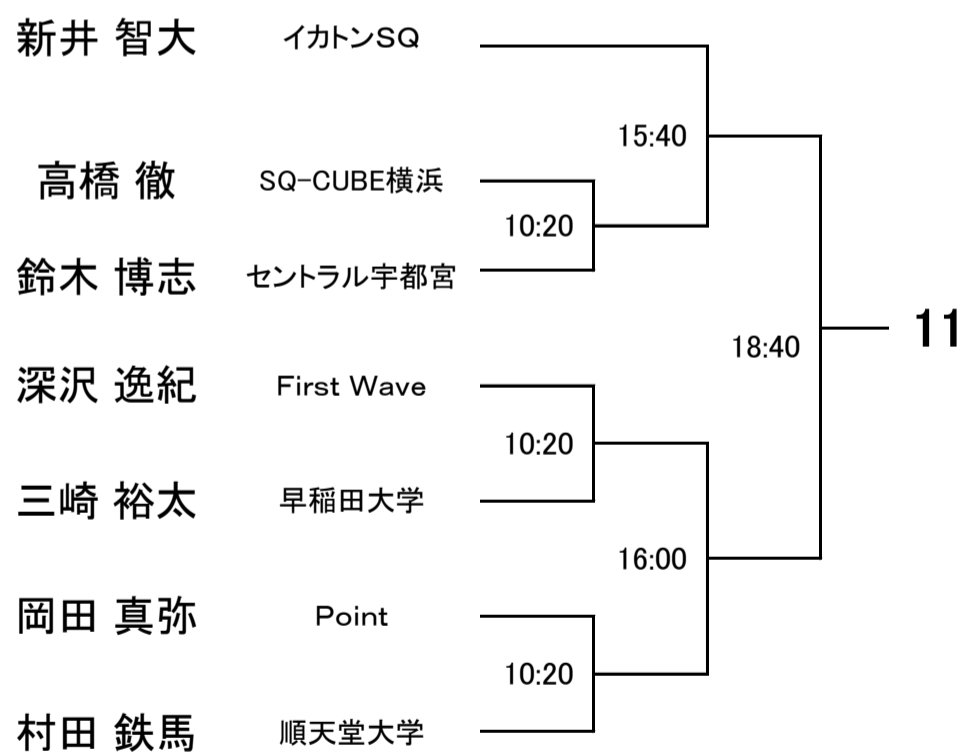 新井 智大 イカトンSQ
15:40
高橋 徹 SQ-CUBE横浜
10:20
鈴木 博志 セントラル宇都宮
11
18:40
深沢 逸紀 First Wave
10:20
三崎 裕太 早稲田大学
16:00
岡田 真弥 Point
10:20
村田 鉄馬 順天堂大学